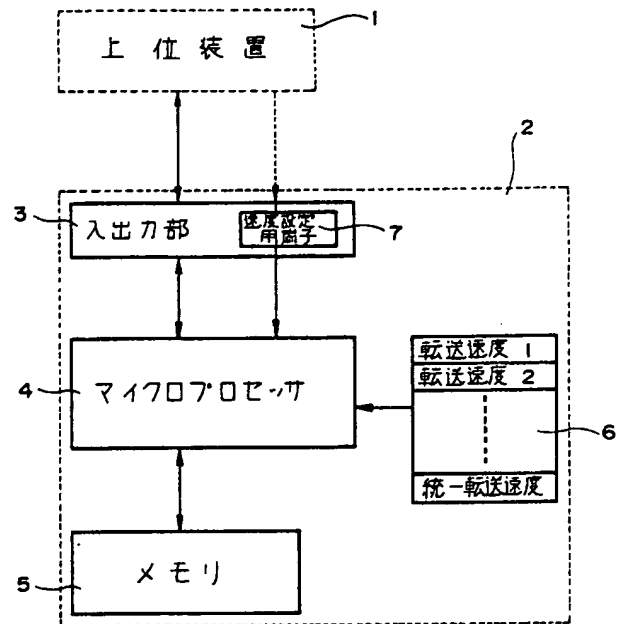 1
上位装置
2
3
入出力部
速度設定
用端子
7
4
マイクロプロセッサ
転送速度 1
転送速度 2
6
統一転送速度
5
メモリ